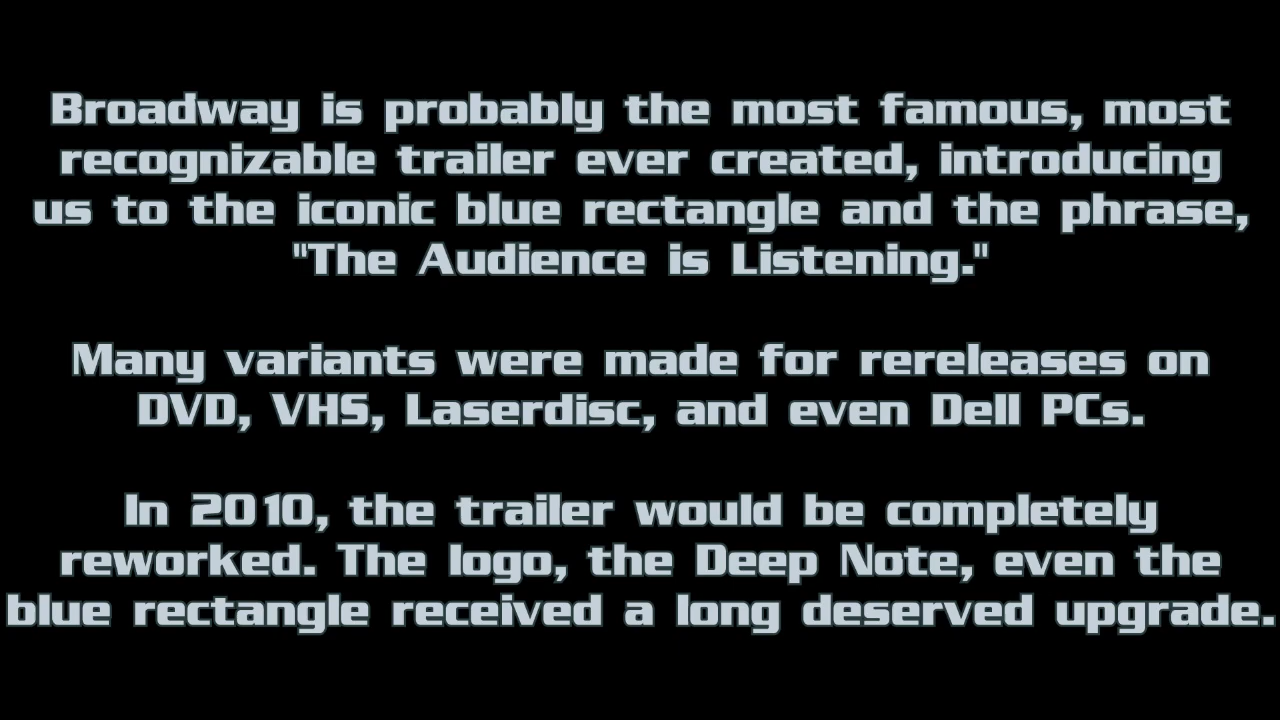 Broadway is probably the most famous, most
recognizable trailer ever created, introducing
us to the iconic blue rectangle and the phrase,
"The Audience is Listening."
Many variants were made for rereleases on
DVD, VHS, Laserdisc, and even Dell PCs.
In 2010, the trailer would be completely
reworked. The logo, the Deep Note, even the
blue rectangle received a long deserved upgrade.